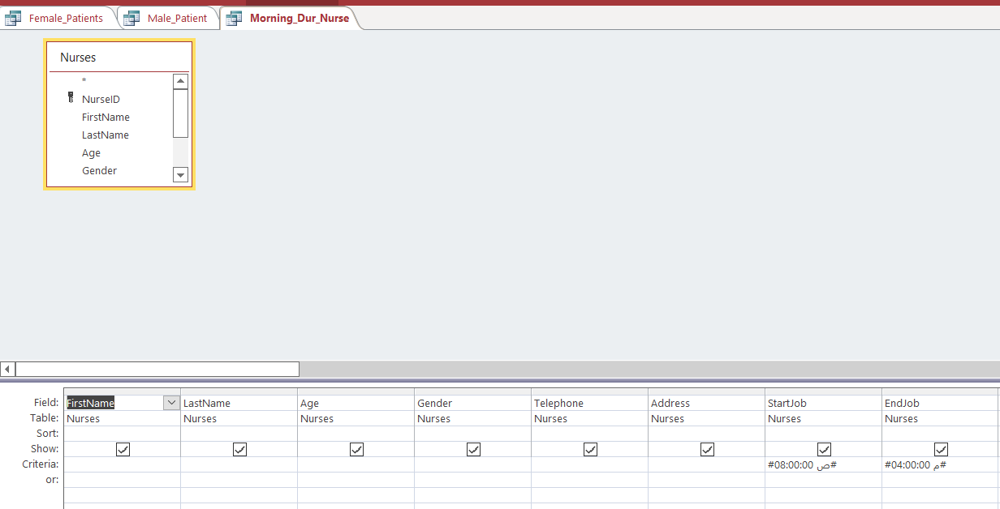 Female_Patients Male_Patient Morning_Dur_Nurse
Nurses
*
NurseID
FirstName
LastName
Age
Gender
Field: FirstName LastName Age Gender Telephone Address StartJob EndJob
Table: Nurses Nurses Nurses Nurses Nurses Nurses Nurses Nurses
Sort:
Show:
Criteria: #08:00:00 ص# #04:00:00 م#
or: